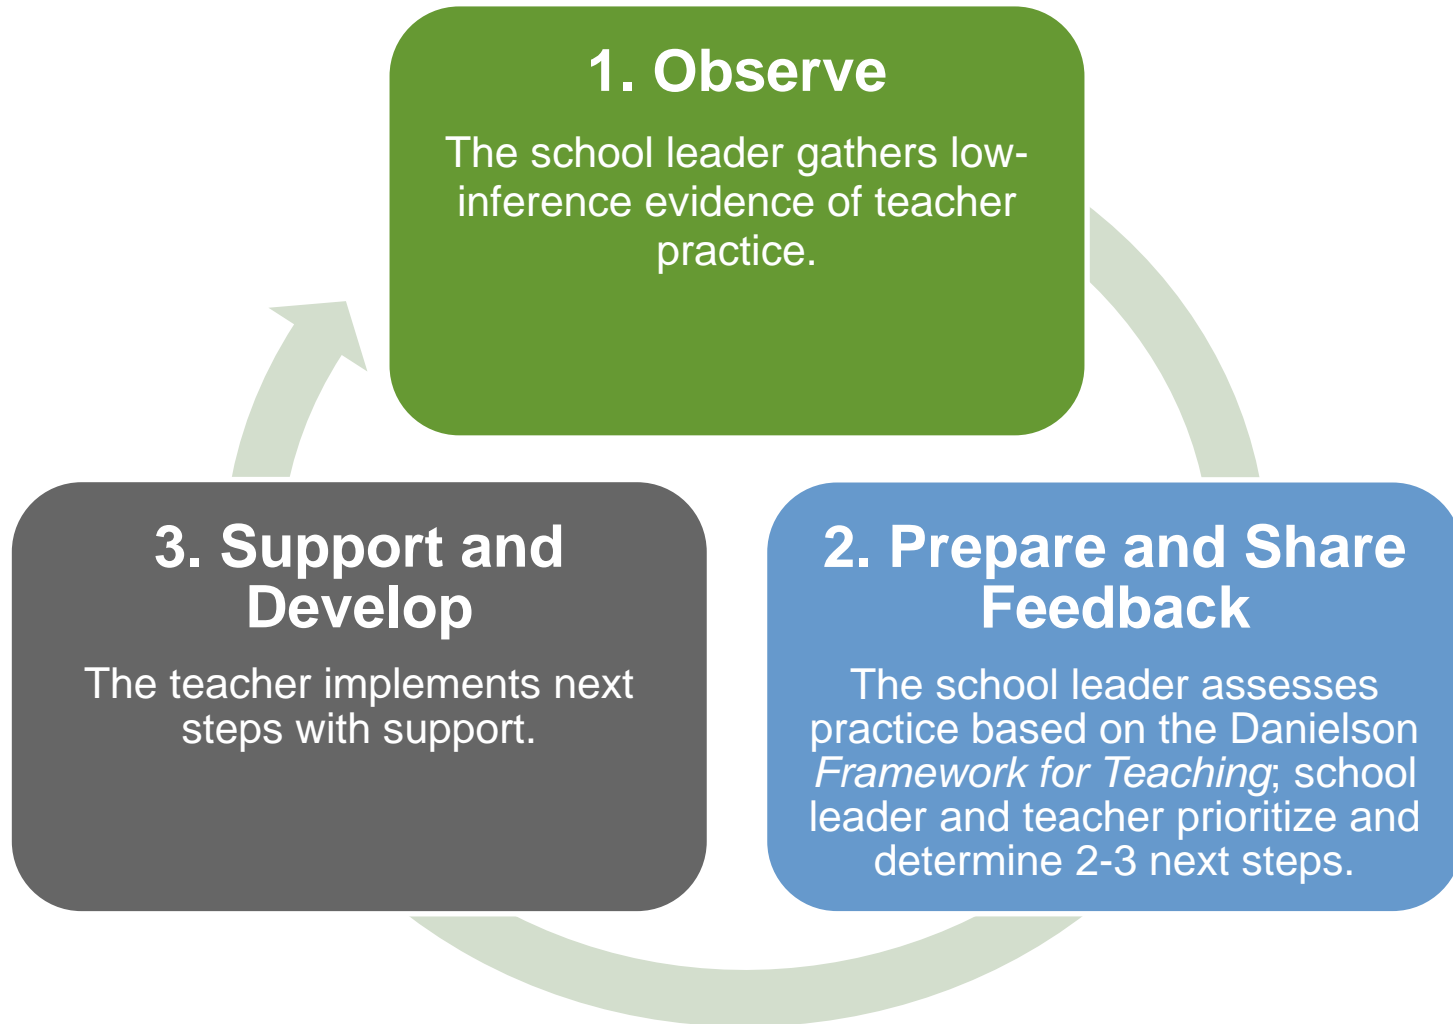 1. Observe
The school leader gathers low-
inference evidence of teacher
practice.
2. Prepare and Share
Feedback
The school leader assesses
practice based on the Danielson
Framework for Teaching; school
leader and teacher prioritize and
determine 2-3 next steps.
3. Support and
Develop
The teacher implements next
steps with support.